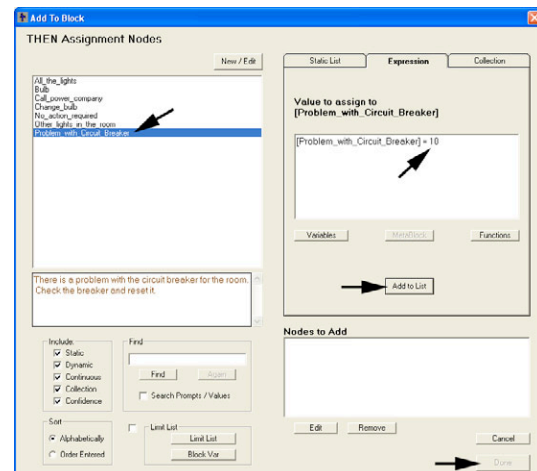 Add To Block
THEN Assignment Nodes
New / Edit
All_the_lights
Bulb
Call_power_company
Change_bulb
No_action_required
Other_lights_in_the_room
Problem_with_Circuit_Breaker
There is a problem with the circuit breaker for the room.
Check the breaker and reset it.
Include:
Static
Dynamic
Continuous
Collection
Confidence
Find
Find
Again
Search Prompts / Values
Sort
Alphabetically
Order Entered
Limit List
Limit List
Block Var
Static List
Expression
Collection
Value to assign to
[Problem_with_Circuit_Breaker]
[Problem_with_Circuit_Breaker] = 10
Variables
MetaBlock
Functions
Add to List
Nodes to Add
Edit
Remove
Cancel
Done